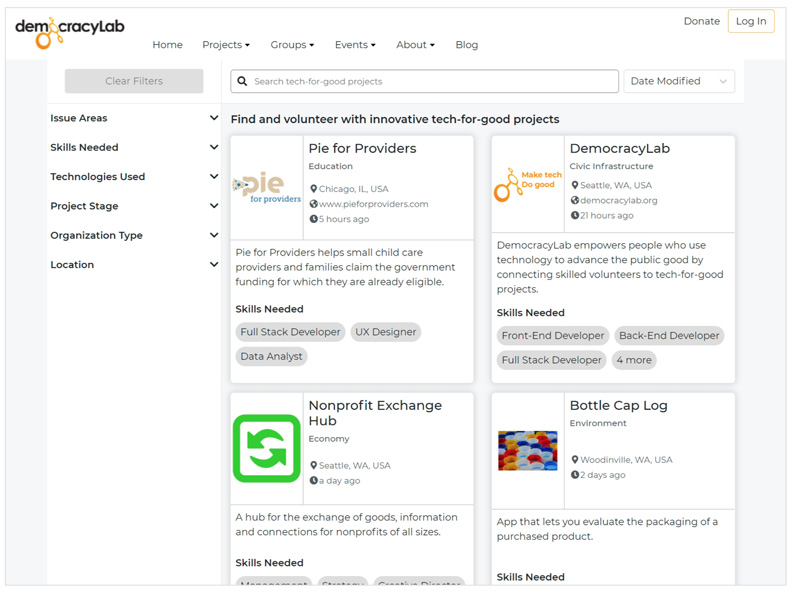 democracyLab
Donate
Log In
Home
Projects
Groups
Events
About
Blog
Clear Filters
Search tech-for-good projects
Date Modified
Issue Areas
Skills Needed
Technologies Used
Project Stage
Organization Type
Location
Find and volunteer with innovative tech-for-good projects
pie
for providers
Pie for Providers
Education
Chicago, IL, USA
www.pieforproviders.com
5 hours ago
Pie for Providers helps small child care
providers and families claim the government
funding for which they are already eligible.
Skills Needed
Full Stack Developer
UX Designer
Data Analyst
Make tech
Do good
DemocracyLab
Civic Infrastructure
Seattle, WA, USA
democracylab.org
21 hours ago
DemocracyLab empowers people who use
technology to advance the public good by
connecting skilled volunteers to tech-for-good
projects.
Skills Needed
Front-End Developer
Back-End Developer
Full Stack Developer
4 more
Nonprofit Exchange
Hub
Economy
Seattle, WA, USA
a day ago
A hub for the exchange of goods, information
and connections for nonprofits of all sizes.
Skills Needed
Management
Strategy
Creative Director
Bottle Cap Log
Environment
Woodinville, WA, USA
2 days ago
App that lets you evaluate the packaging of a
purchased product.
Skills Needed